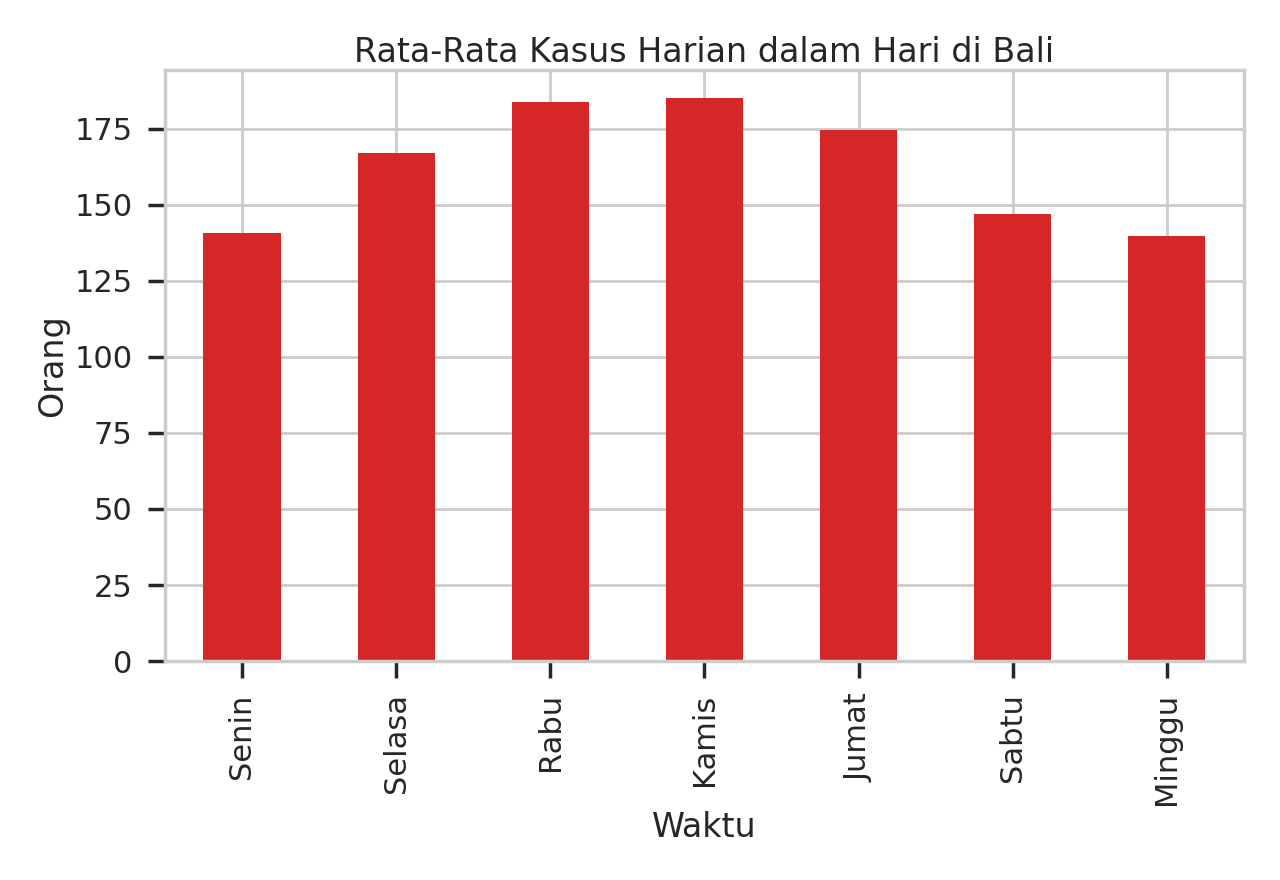 Rata-Rata Kasus Harian dalam Hari di Bali
Orang
175
150
125
100
75
50
25
0
Senin
Selasa
Rabu
Kamis
Jumat
Sabtu
Minggu
Waktu